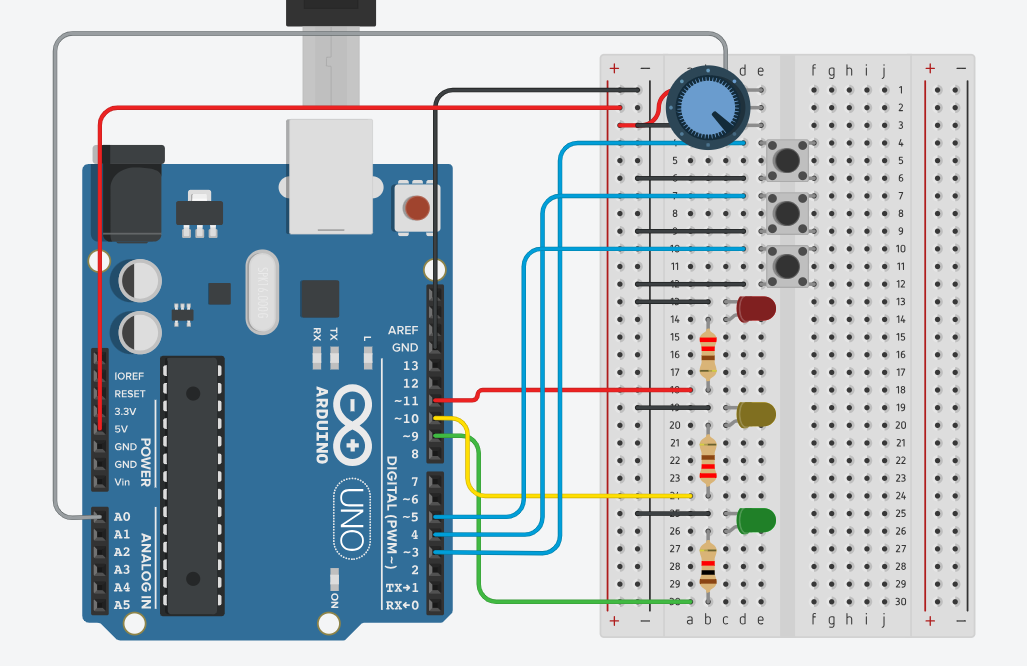 + − d e f g h i j + −
1
2
3
4
5 5
6 6
7 7
8 8
9 9
10 10
11 11
12 12
13 13
14 14
15 15
16 16
17 17
18 18
19 19
20 20
21 21
22 22
23 23
24 24
25 25
26 26
27 27
28 28
29 29
30 30
+ − a b c d e f g h i j + −
RX
TX
L
AREF
GND
13
12
~11
~10
~9
8
7
~6
~5
4
~3
2
TX→1
RX←0
DIGITAL (PWM~)
ARDUINO
UNO
ON
IOREF
RESET
3.3V
5V
GND
GND
Vin
POWER
A0
A1
A2
A3
A4
A5
ANALOG IN